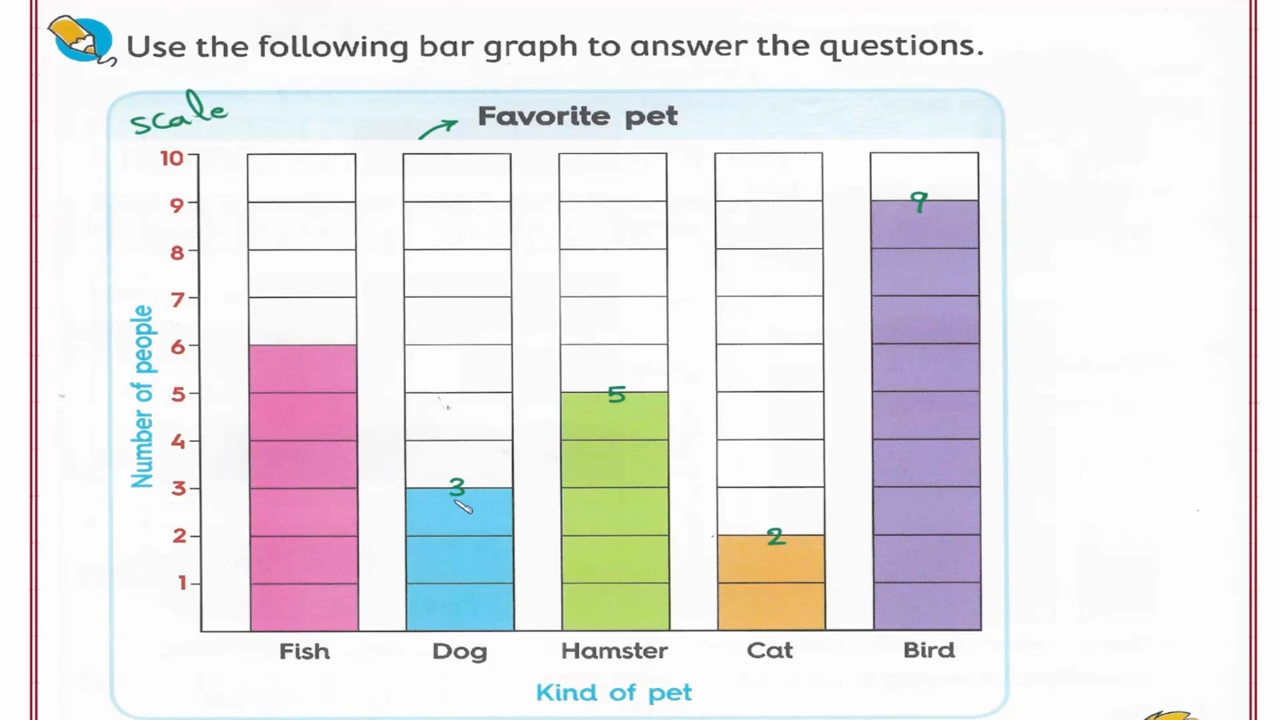 Use the following bar graph to answer the questions.
scale
Favorite pet
10
9
9
8
7
6
5
5
4
3
3
2
2
1
Number of people
Fish Dog Hamster Cat Bird
Kind of pet